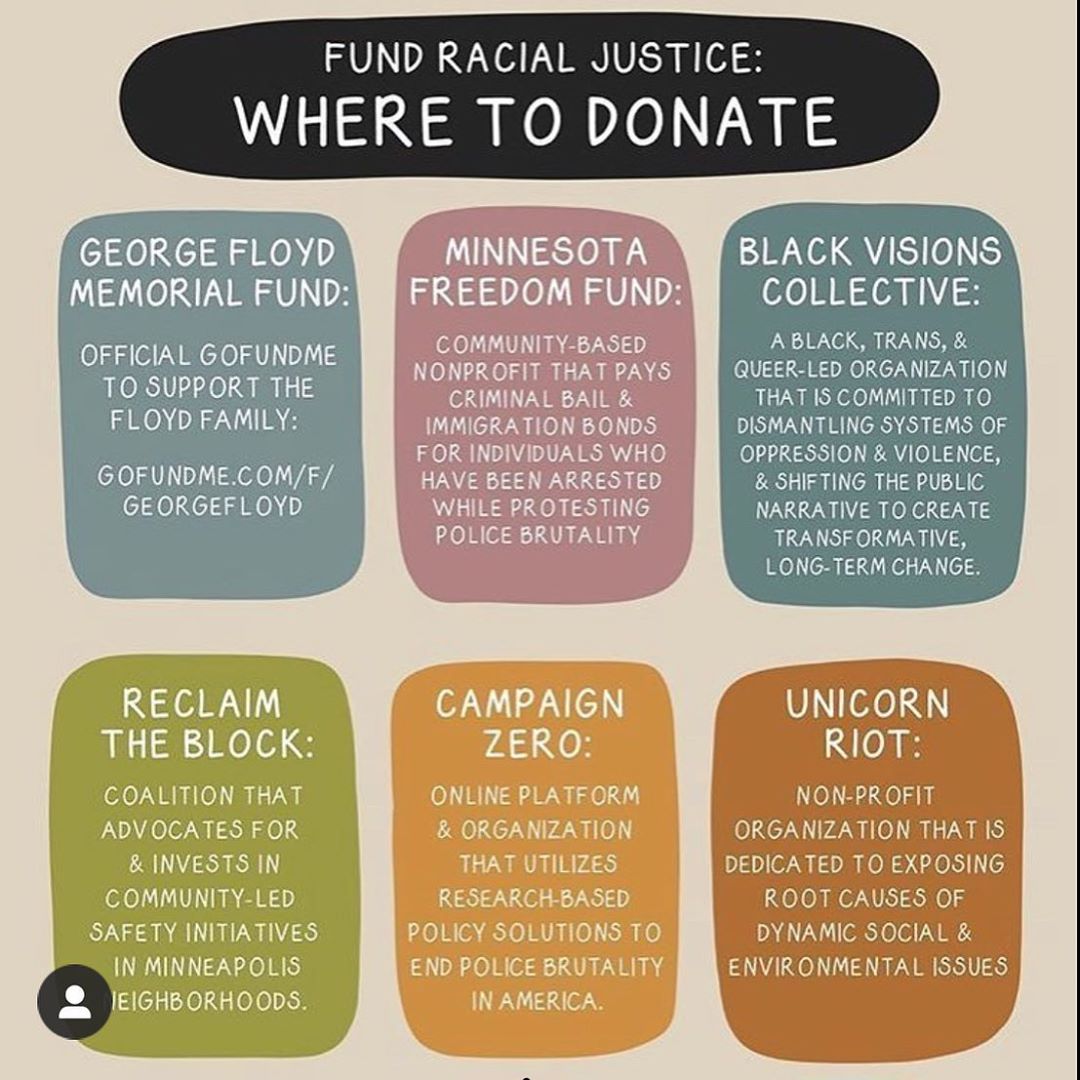 FUND RACIAL JUSTICE:
WHERE TO DONATE
GEORGE FLOYD
MEMORIAL FUND:
OFFICIAL GOFUNDME
TO SUPPORT THE
FLOYD FAMILY:
GOFUNDME.COM/F/
GEORGEFLOYD
MINNESOTA
FREEDOM FUND:
COMMUNITY-BASED
NONPROFIT THAT PAYS
CRIMINAL BAIL &
IMMIGRATION BONDS
FOR INDIVIDUALS WHO
HAVE BEEN ARRESTED
WHILE PROTESTING
POLICE BRUTALITY
BLACK VISIONS
COLLECTIVE:
A BLACK, TRANS, &
QUEER-LED ORGANIZATION
THAT IS COMMITTED TO
DISMANTLING SYSTEMS OF
OPPRESSION & VIOLENCE,
& SHIFTING THE PUBLIC
NARRATIVE TO CREATE
TRANSFORMATIVE,
LONG-TERM CHANGE.
RECLAIM
THE BLOCK:
COALITION THAT
ADVOCATES FOR
& INVESTS IN
COMMUNITY-LED
SAFETY INITIATIVES
IN MINNEAPOLIS
NEIGHBORHOODS.
CAMPAIGN
ZERO:
ONLINE PLATFORM
& ORGANIZATION
THAT UTILIZES
RESEARCH-BASED
POLICY SOLUTIONS TO
END POLICE BRUTALITY
IN AMERICA.
UNICORN
RIOT:
NON-PROFIT
ORGANIZATION THAT IS
DEDICATED TO EXPOSING
ROOT CAUSES OF
DYNAMIC SOCIAL &
ENVIRONMENTAL ISSUES